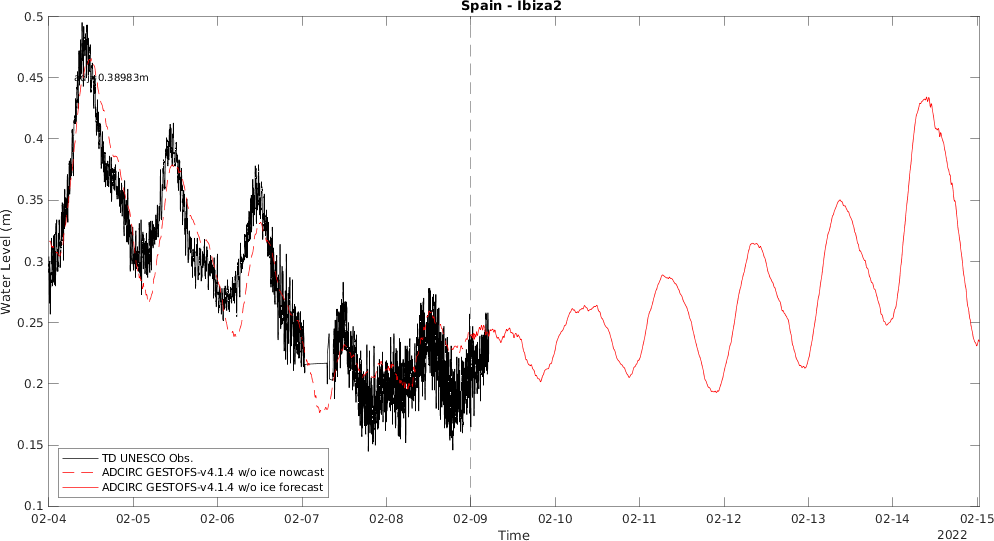 Spain - Ibiza2
0.5
0.45
0.4
0.35
0.3
0.25
0.2
0.15
0.1
Water Level (m)
0.38983m
TD UNESCO Obs.
ADCIRC GESTOFS-v4.1.4 w/o ice nowcast
ADCIRC GESTOFS-v4.1.4 w/o ice forecast
02-04 02-05 02-06 02-07 02-08 02-09 02-10 02-11 02-12 02-13 02-14 02-15
Time
2022